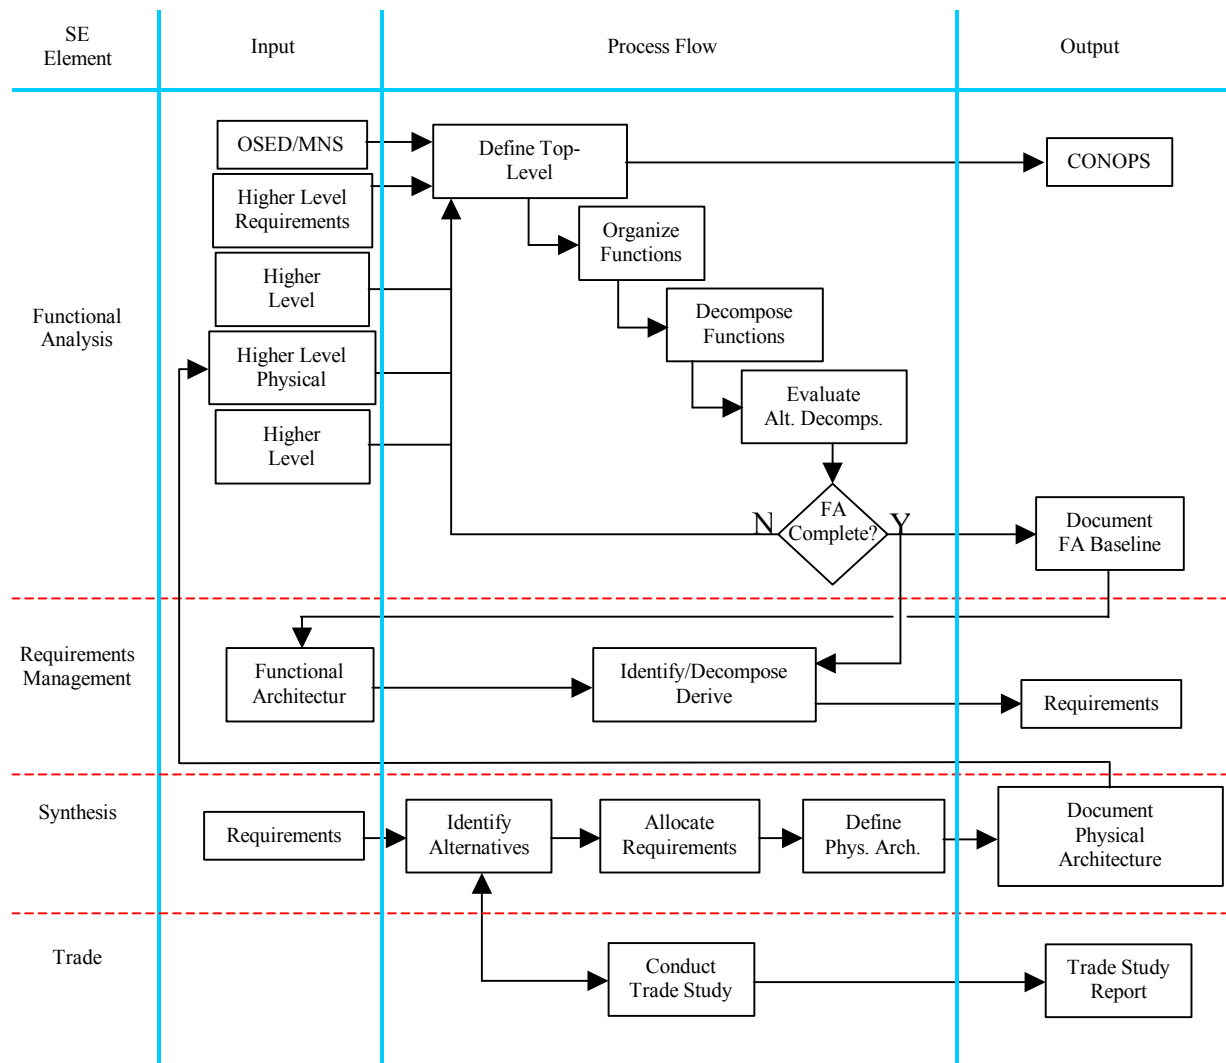 SE
Element
Input
Process Flow
Output
Functional
Analysis
OSED/MNS
Higher Level
Requirements
Higher
Level
Higher Level
Physical
Higher
Level
Define Top-
Level
Organize
Functions
Decompose
Functions
Evaluate
Alt. Decomps.
FA
Complete?
N
Y
CONOPS
Document
FA Baseline
Requirements
Management
Functional
Architectur
Identify/Decompose
Derive
Requirements
Synthesis
Requirements
Identify
Alternatives
Allocate
Requirements
Define
Phys. Arch.
Document
Physical
Architecture
Trade
Conduct
Trade Study
Trade Study
Report